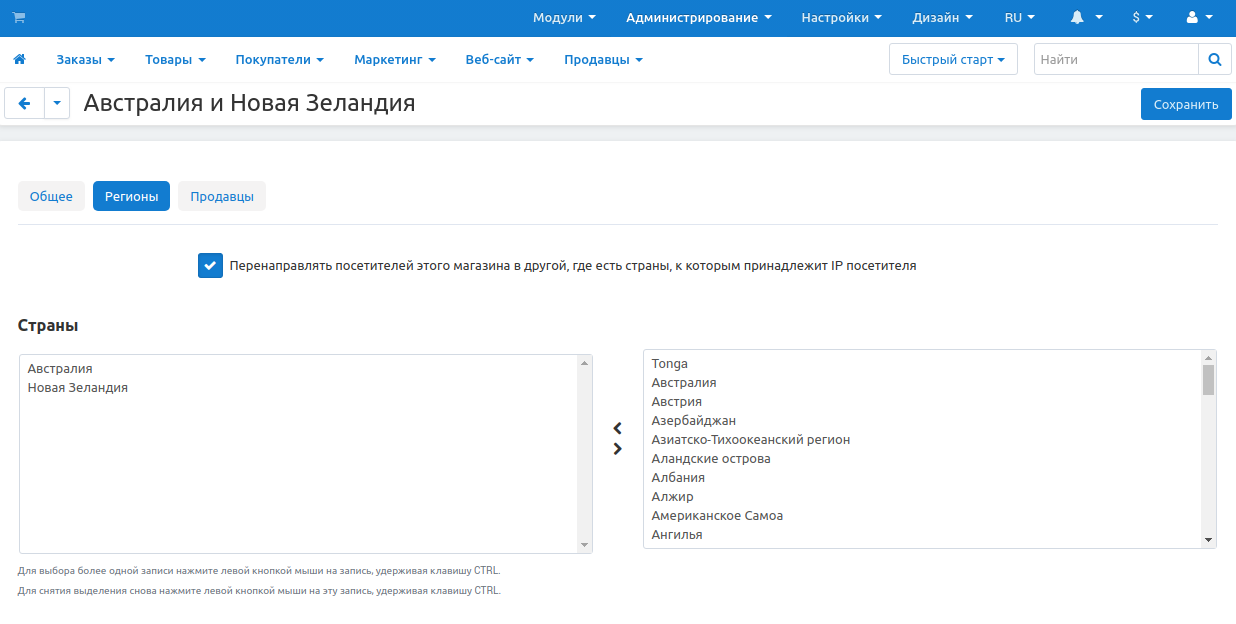 Модули Администрирование Настройки Дизайн RU $
Заказы Товары Покупатели Маркетинг Веб-сайт Продавцы Быстрый старт Найти
Австралия и Новая Зеландия Сохранить
Общее Регионы Продавцы
Перенаправлять посетителей этого магазина в другой, где есть страны, к которым принадлежит IP посетителя
Страны
Австралия
Новая Зеландия
Tonga
Австралия
Австрия
Азербайджан
Азиатско-Тихоокеанский регион
Аландские острова
Албания
Алжир
Американское Самоа
Ангилья
Для выбора более одной записи нажмите левой кнопкой мыши на запись, удерживая клавишу CTRL.
Для снятия выделения снова нажмите левой кнопкой мыши на эту запись, удерживая клавишу CTRL.